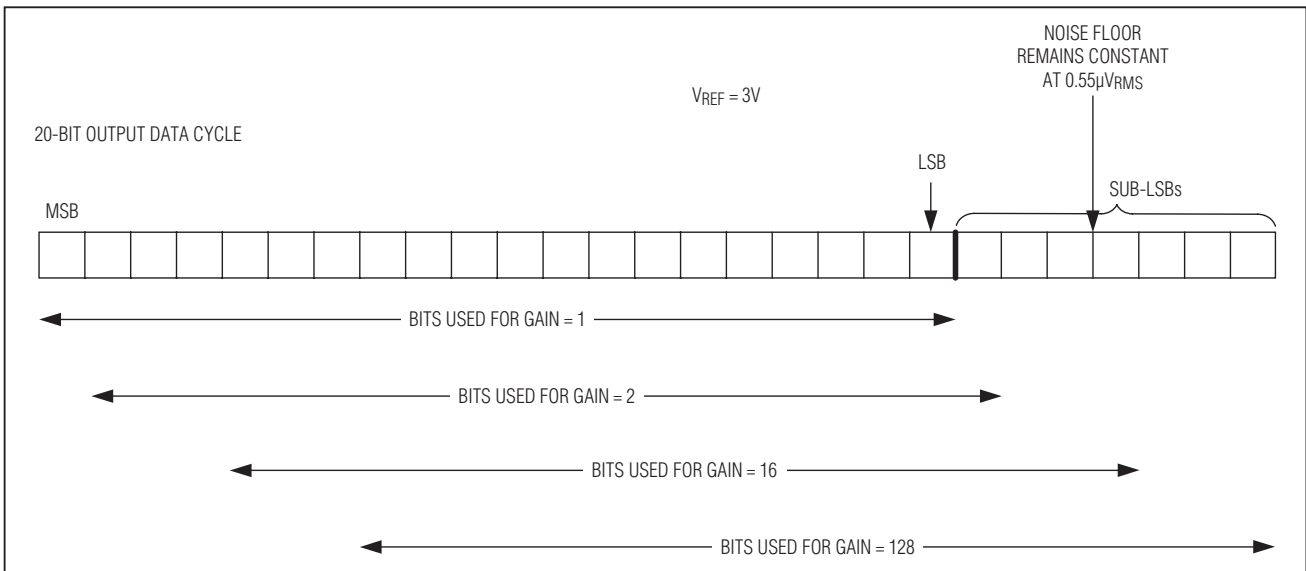 NOISE FLOOR
REMAINS CONSTANT
AT 0.55µVRMS
VREF = 3V
20-BIT OUTPUT DATA CYCLE
LSB
SUB-LSBs
MSB
BITS USED FOR GAIN = 1
BITS USED FOR GAIN = 2
BITS USED FOR GAIN = 16
BITS USED FOR GAIN = 128